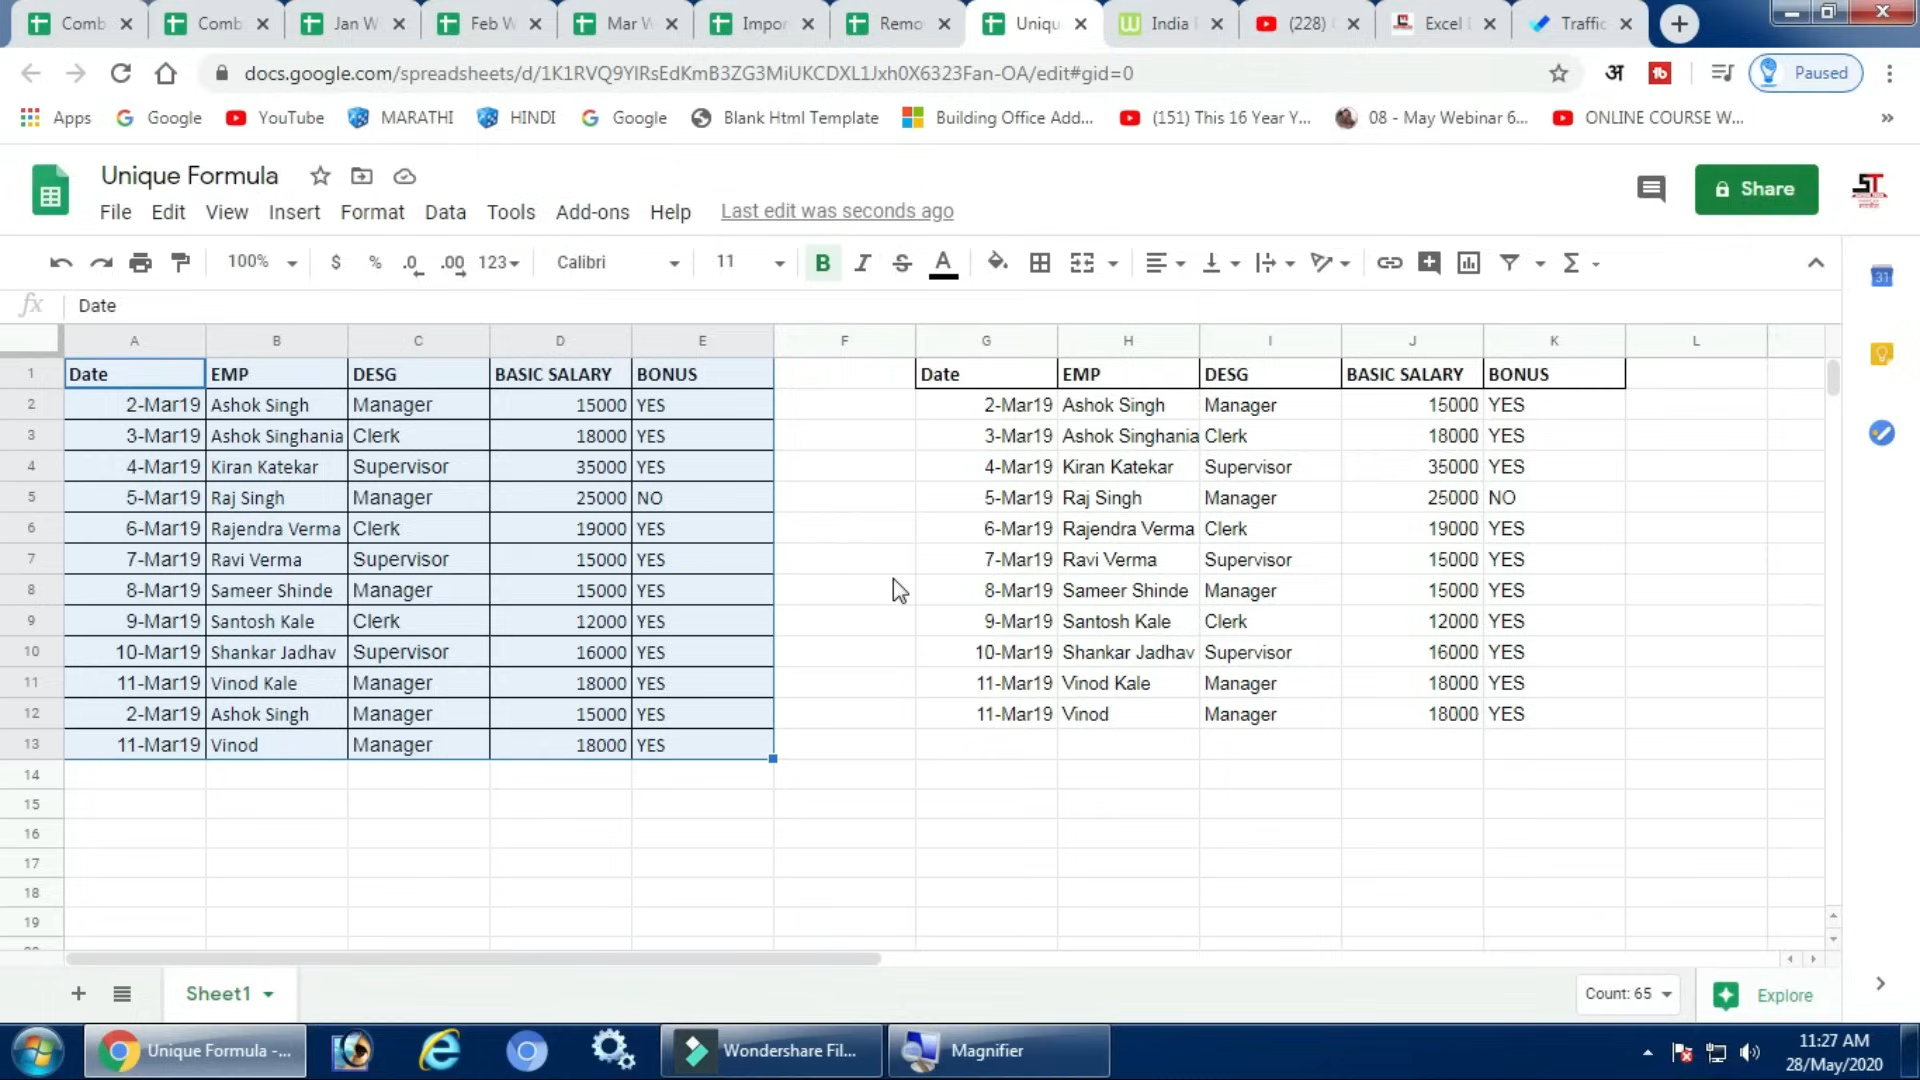 Comb Comb Jan W Feb W Mar W Impor Remo Uniqu India (228) Excel Traffic
docs.google.com/spreadsheets/d/1K1RVQ9YlRsEdKmB3ZG3MiUKCDXL1Jxh0X6323Fan-OA/edit#gid=0 अ Paused
Apps Google YouTube MARATHI HINDI Google Blank Html Template Building Office Add... (151) This 16 Year Y... 08 - May Webinar 6... ONLINE COURSE W... »
Unique Formula
File Edit View Insert Format Data Tools Add-ons Help Last edit was seconds ago Share
100% $ % .0 .00 123 Calibri 11 B I S A Σ 31
fx Date
A B C D E F G H I J K L
1 Date EMP DESG BASIC SALARY BONUS Date EMP DESG BASIC SALARY BONUS
2 2-Mar19 Ashok Singh Manager 15000 YES 2-Mar19 Ashok Singh Manager 15000 YES
3 3-Mar19 Ashok Singhania Clerk 18000 YES 3-Mar19 Ashok Singhania Clerk 18000 YES
4 4-Mar19 Kiran Katekar Supervisor 35000 YES 4-Mar19 Kiran Katekar Supervisor 35000 YES
5 5-Mar19 Raj Singh Manager 25000 NO 5-Mar19 Raj Singh Manager 25000 NO
6 6-Mar19 Rajendra Verma Clerk 19000 YES 6-Mar19 Rajendra Verma Clerk 19000 YES
7 7-Mar19 Ravi Verma Supervisor 15000 YES 7-Mar19 Ravi Verma Supervisor 15000 YES
8 8-Mar19 Sameer Shinde Manager 15000 YES 8-Mar19 Sameer Shinde Manager 15000 YES
9 9-Mar19 Santosh Kale Clerk 12000 YES 9-Mar19 Santosh Kale Clerk 12000 YES
10 10-Mar19 Shankar Jadhav Supervisor 16000 YES 10-Mar19 Shankar Jadhav Supervisor 16000 YES
11 11-Mar19 Vinod Kale Manager 18000 YES 11-Mar19 Vinod Kale Manager 18000 YES
12 2-Mar19 Ashok Singh Manager 15000 YES 11-Mar19 Vinod Manager 18000 YES
13 11-Mar19 Vinod Manager 18000 YES
14
15
16
17
18
19
Sheet1 Count: 65 Explore
Unique Formula -... Wondershare Fil... Magnifier 11:27 AM
28/May/2020